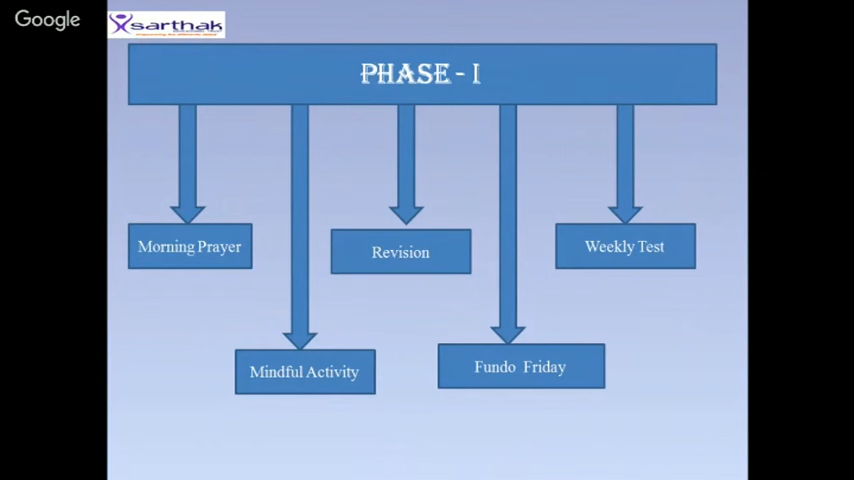 Google
sarthak
PHASE - I
Morning Prayer
Revision
Weekly Test
Mindful Activity
Fundo Friday